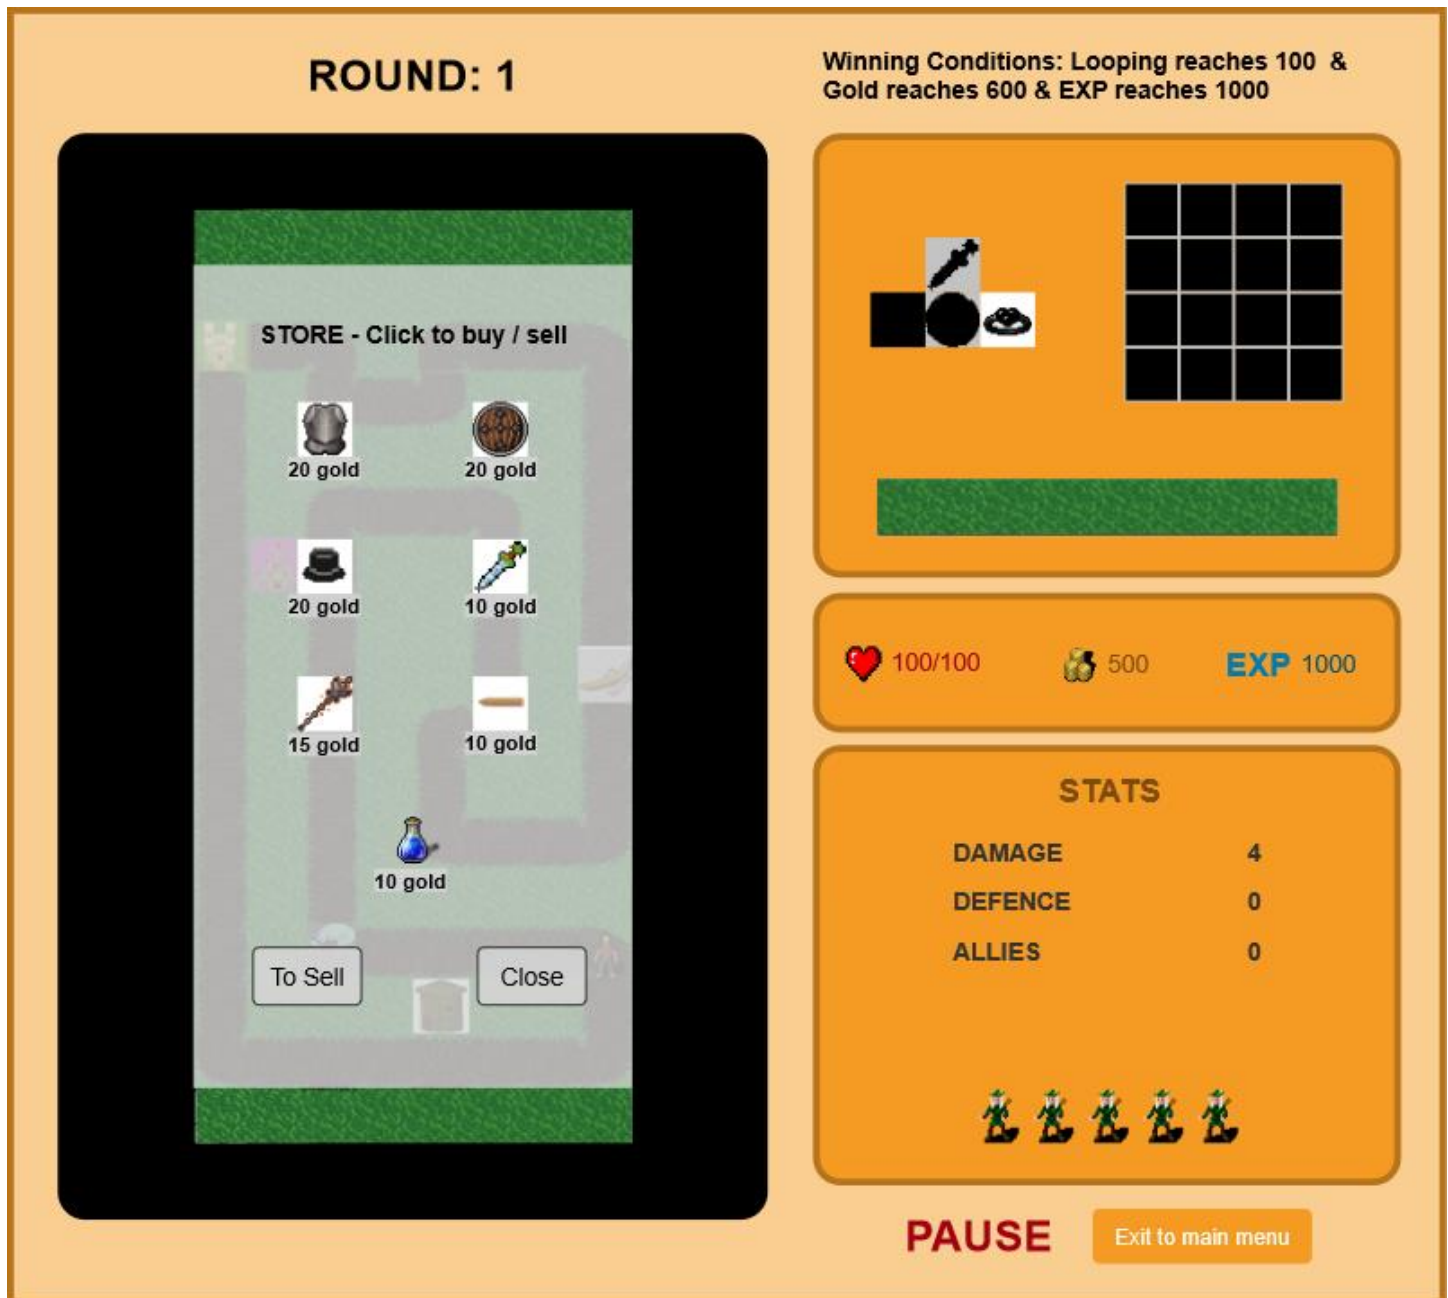 ROUND: 1
Winning Conditions: Looping reaches 100 &
Gold reaches 600 & EXP reaches 1000
STORE - Click to buy / sell
20 gold
20 gold
20 gold
10 gold
15 gold
10 gold
10 gold
To Sell
Close
100/100
500
EXP 1000
STATS
DAMAGE 4
DEFENCE 0
ALLIES 0
PAUSE
Exit to main menu